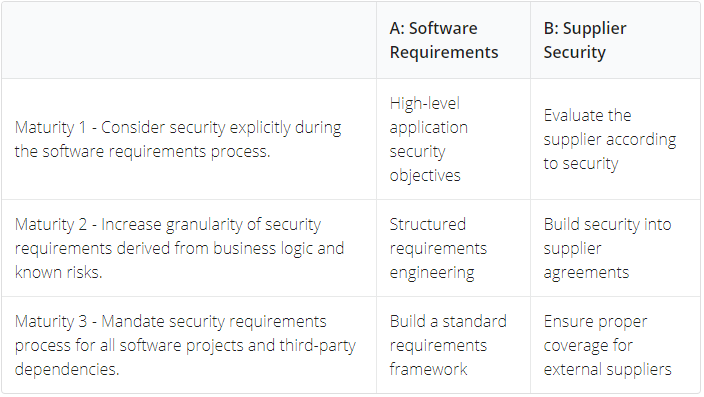 A: Software
Requirements
B: Supplier
Security
Maturity 1 - Consider security explicitly during
the software requirements process.
High-level
application
security
objectives
Evaluate the
supplier according
to security
Maturity 2 - Increase granularity of security
requirements derived from business logic and
known risks.
Structured
requirements
engineering
Build security into
supplier
agreements
Maturity 3 - Mandate security requirements
process for all software projects and third-party
dependencies.
Build a standard
requirements
framework
Ensure proper
coverage for
external suppliers